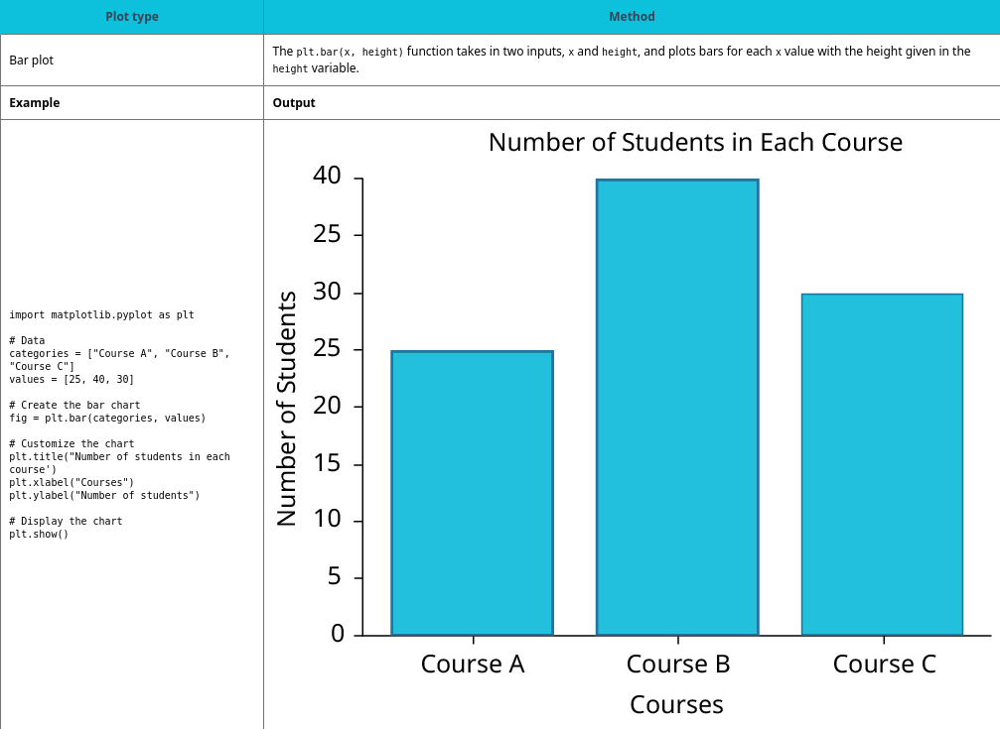 Plot type
Method
Bar plot
The plt.bar(x, height) function takes in two inputs, x and height, and plots bars for each x value with the height given in the
height variable.
Example
Output
import matplotlib.pyplot as plt
# Data
categories = ["Course A", "Course B",
"Course C"]
values = [25, 40, 30]
# Create the bar chart
fig = plt.bar(categories, values)
# Customize the chart
plt.title("Number of students in each
course')
plt.xlabel("Courses")
plt.ylabel("Number of students")
# Display the chart
plt.show()
Number of Students in Each Course
Number of Students
40
25
30
25
20
15
10
5
0
Course A
Course B
Course C
Courses